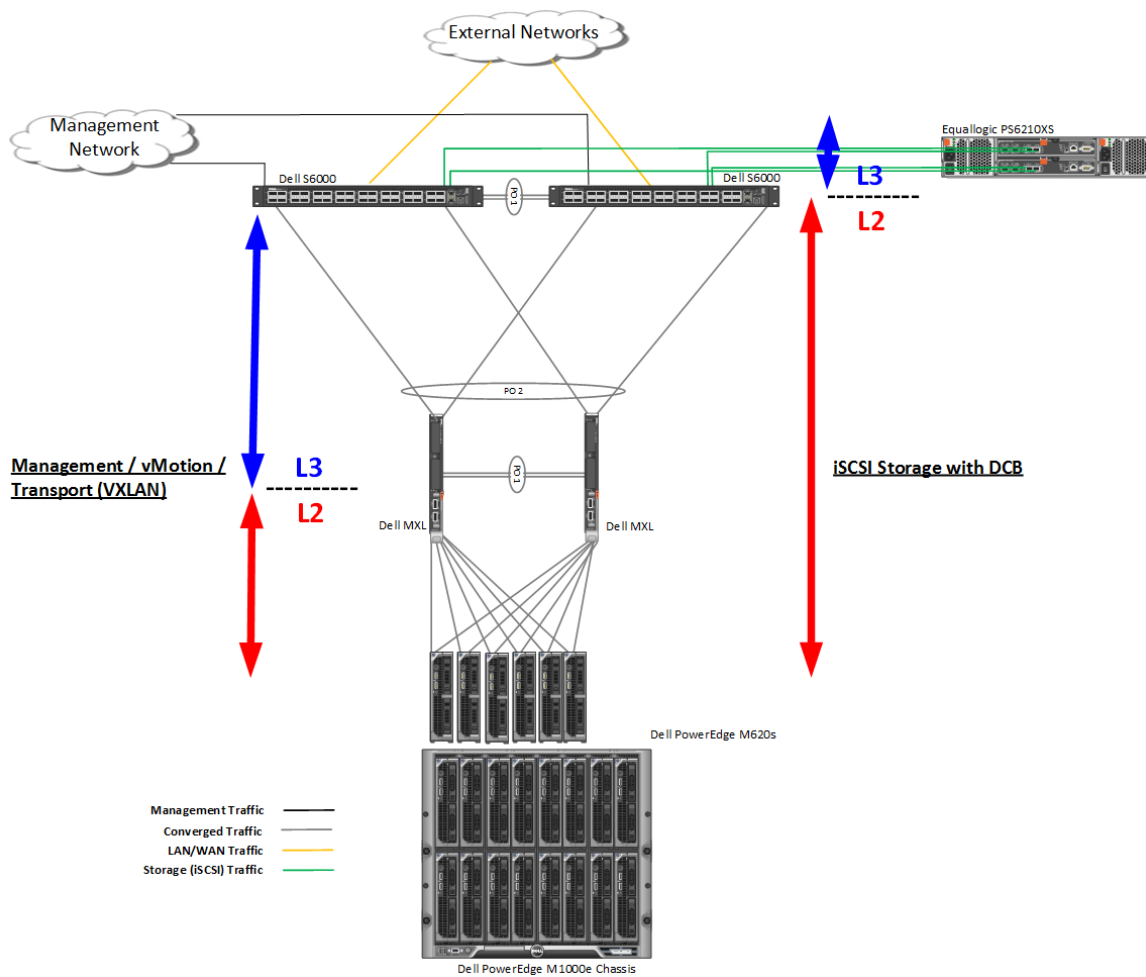 External Networks
Management
Network
Equallogic PS6210XS
Dell S6000
Dell S6000
PO 1
L3
L2
PO 2
Management / vMotion /
Transport (VXLAN)
L3
L2
PO 1
iSCSI Storage with DCB
Dell MXL
Dell MXL
Dell PowerEdge M620s
Management Traffic
Converged Traffic
LAN/WAN Traffic
Storage (iSCSI) Traffic
DELL
Dell PowerEdge M1000e Chassis